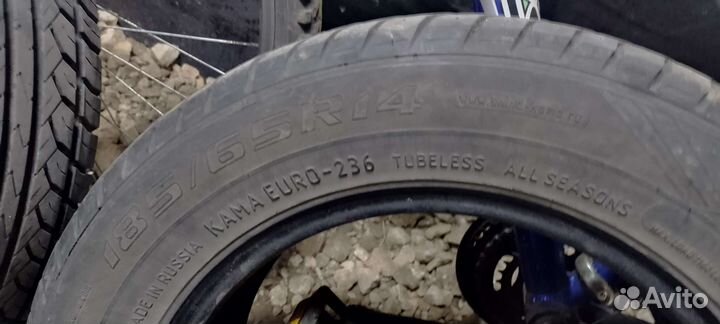 185/65R14
MADE IN RUSSIA KAMA EURO-236 TUBELESS ALL SEASONS
Avito